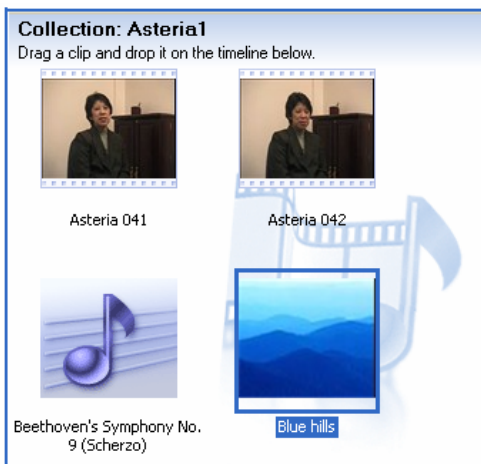 Collection: Asteria1
Drag a clip and drop it on the timeline below.
Asteria 041
Asteria 042
Beethoven's Symphony No.
9 (Scherzo)
Blue hills